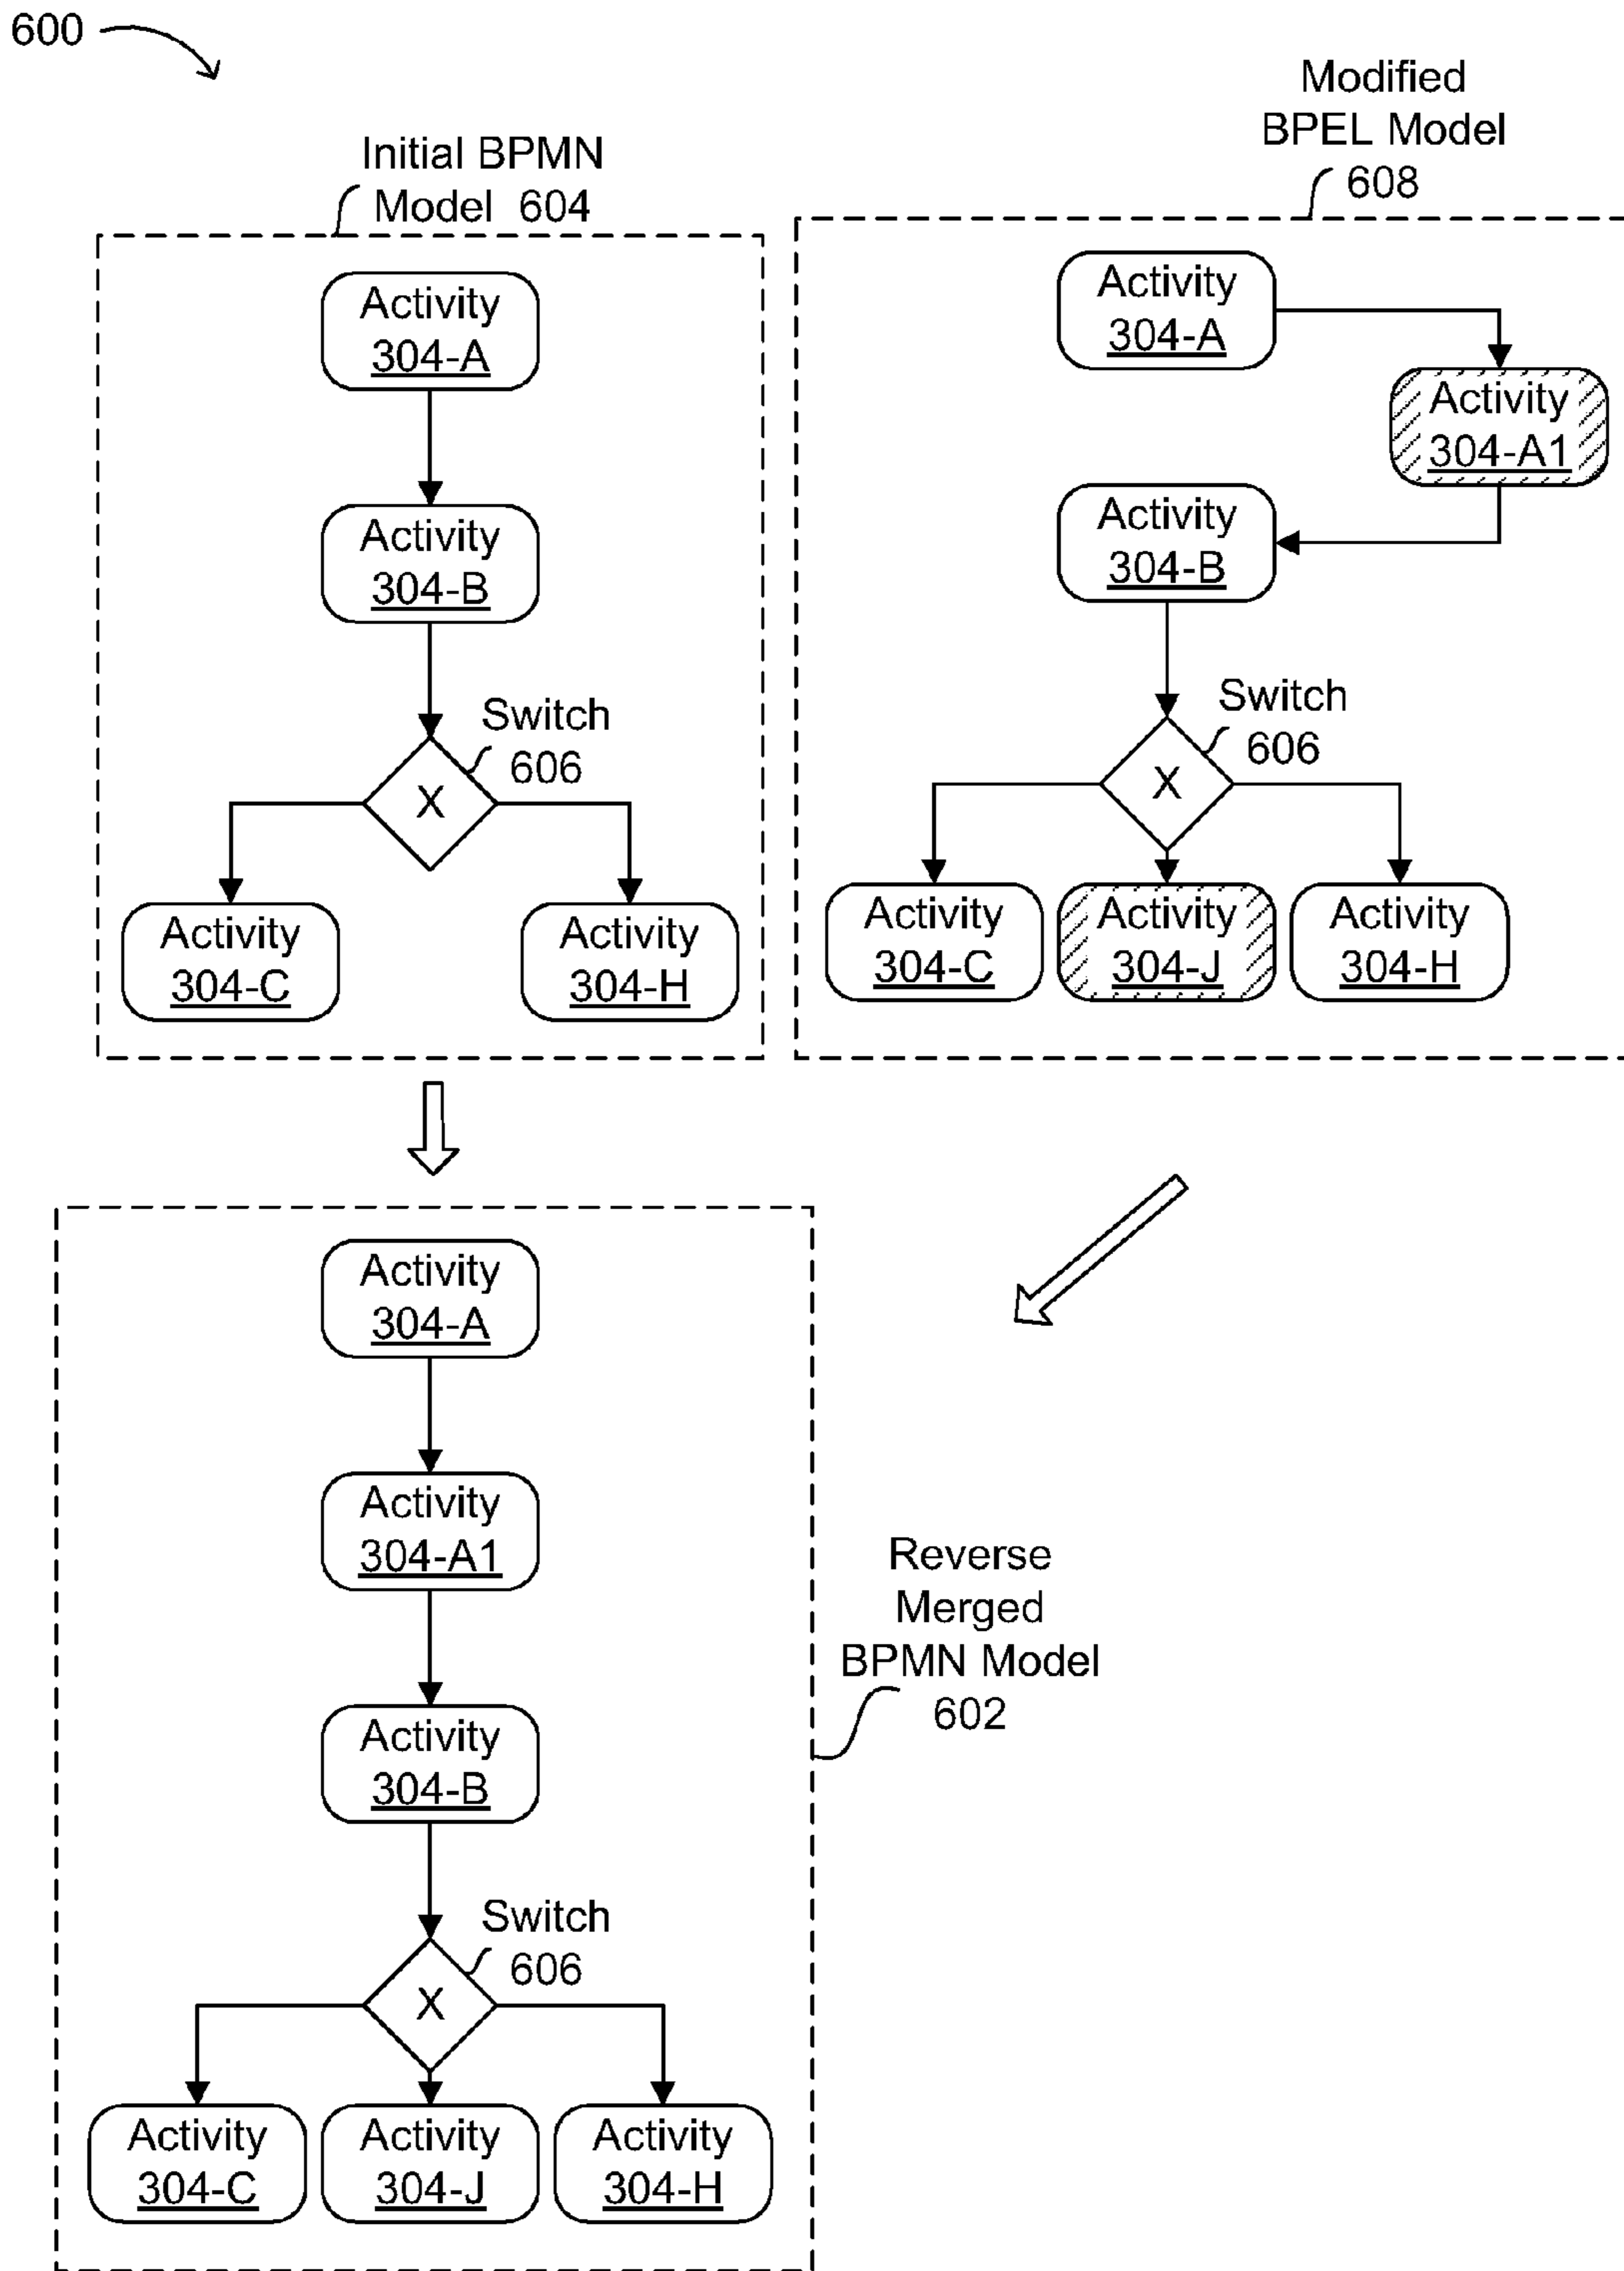 600
Initial BPMN
Model 604
Activity
304-A
Activity
304-B
Switch
606
X
Activity
304-C
Activity
304-H
Modified
BPEL Model
608
Activity
304-A
Activity
304-A1
Activity
304-B
Switch
606
X
Activity
304-C
Activity
304-J
Activity
304-H
Activity
304-A
Activity
304-A1
Activity
304-B
Switch
606
X
Activity
304-C
Activity
304-J
Activity
304-H
Reverse
Merged
BPMN Model
602